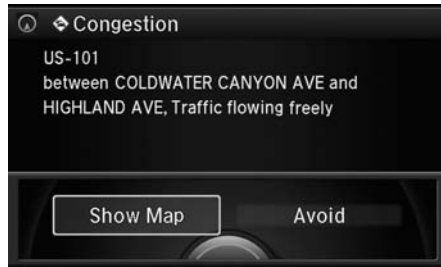 Congestion
US-101
between COLDWATER CANYON AVE and
HIGHLAND AVE, Traffic flowing freely
Show Map
Avoid